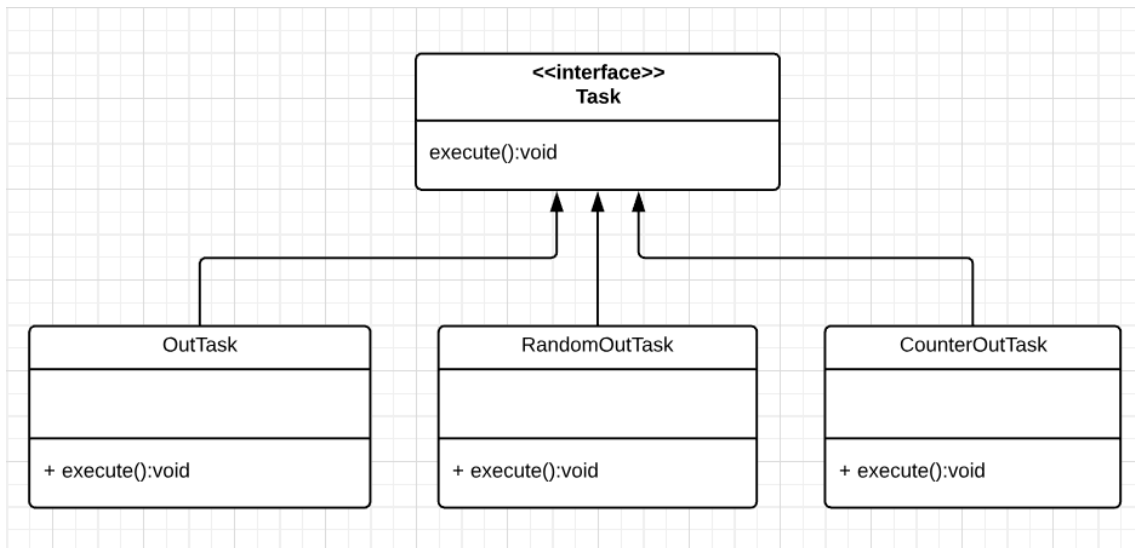 <<interface>>
Task
execute():void
OutTask
RandomOutTask
CounterOutTask
+ execute():void
+ execute():void
+ execute():void